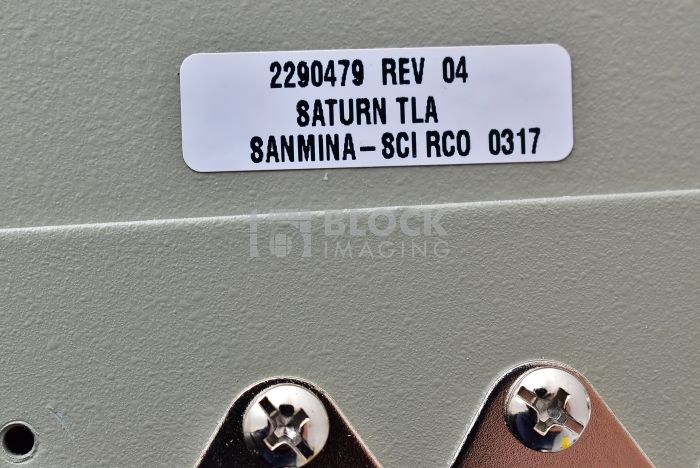 2290479 REV 04
SATURN TLA
SANMINA-SCI RCO 0317
BLOCK
IMAGING